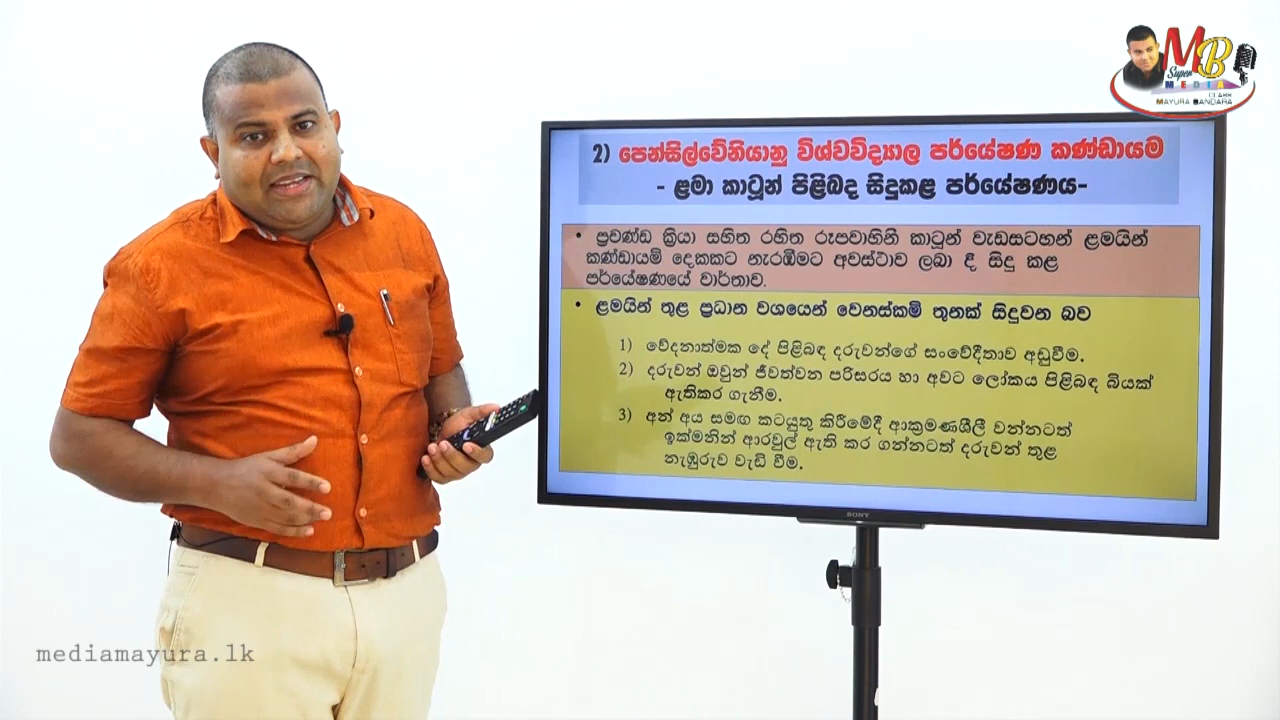 MB
Super
MEDIA
CLASS
MAYURA BANDARA
2) පෙන්සිල්වේනියානු විශ්වවිද්‍යාල පර්යේෂණ කණ්ඩායම
- ළමා කාටූන් පිළිබඳ සිදුකළ පර්යේෂණය-
• ප්‍රචණ්ඩ ක්‍රියා සහිත රහිත රූපවාහිනී කාටූන් වැඩසටහන් ළමයින්
කණ්ඩායම් දෙකකට නැරඹීමට අවස්ථාව ලබා දී සිදු කළ
පර්යේෂණයේ වාර්තාව.
• ළමයින් තුළ ප්‍රධාන වශයෙන් වෙනස්කම් තුනක් සිදුවන බව
1) වේදනාත්මක දේ පිළිබඳ දරුවන්ගේ සංවේදීතාව අඩුවීම.
2) දරුවන් ඔවුන් ජීවත්වන පරිසරය හා අවට ලෝකය පිළිබඳ බියක්
ඇතිකර ගැනීම.
3) අන් අය සමඟ කටයුතු කිරීමේදී ආක්‍රමණශීලී වන්නටත්
ඉක්මනින් ආරවුල් ඇති කර ගන්නටත් දරුවන් තුළ
නැඹුරුව වැඩි වීම.
SONY
mediamayura.lk